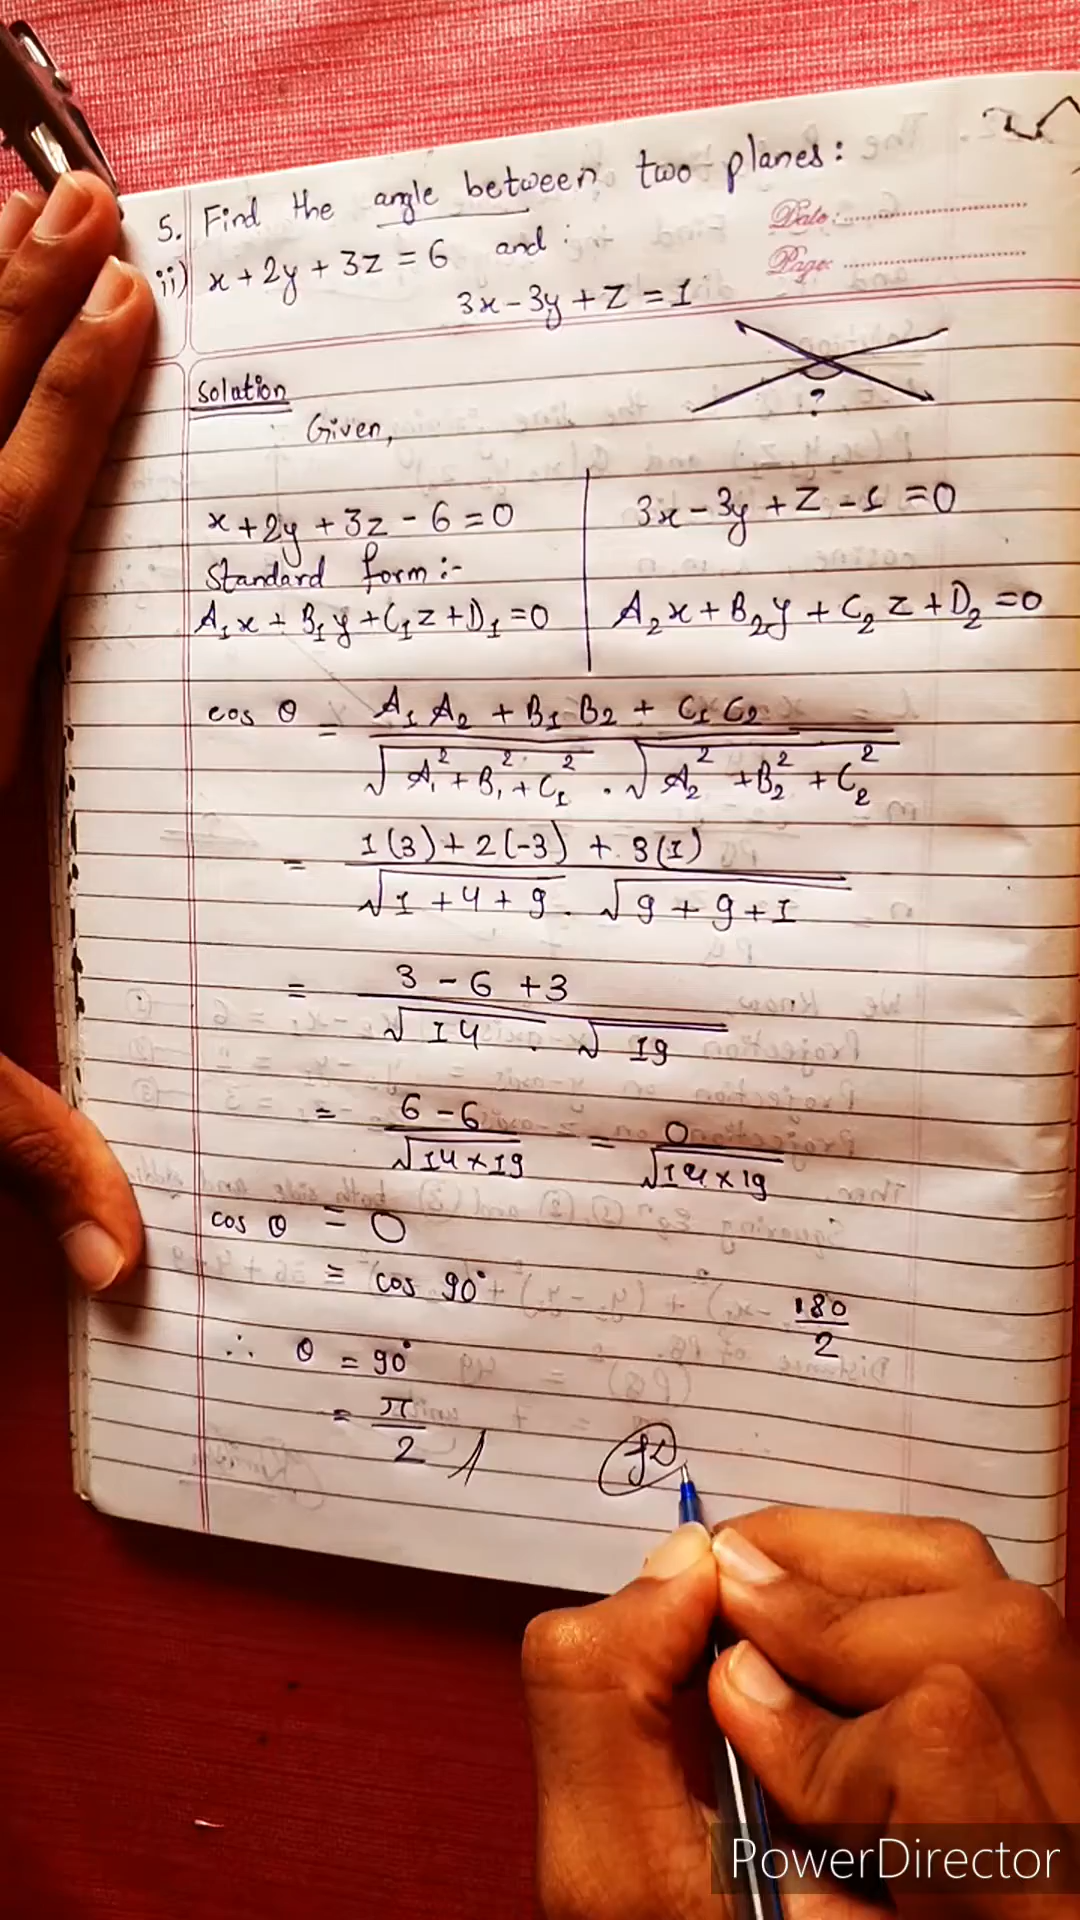 5. Find the angle between two planes:
Date:
ii) x + 2y + 3z = 6 and :
Page:
3x - 3y + z = 1
Solution
?
Given,
x + 2y + 3z - 6 = 0
3x - 3y + z - 1 = 0
Standard form :-
A₁x + B₁y + C₁z + D₁ = 0
A₂x + B₂y + C₂z + D₂ = 0
cos θ = (A₁A₂ + B₁B₂ + C₁C₂) / (√(A₁² + B₁² + C₁²) . √(A₂² + B₂² + C₂²))
= (1(3) + 2(-3) + 3(1)) / (√(1 + 4 + 9) . √(9 + 9 + 1))
= (3 - 6 + 3) / (√14 . √19)
= (6 - 6) / √(14 × 19) = 0 / √(14 × 19)
cos θ = 0
= cos 90°
180/2
∴ θ = 90°
= π/2
PowerDirector